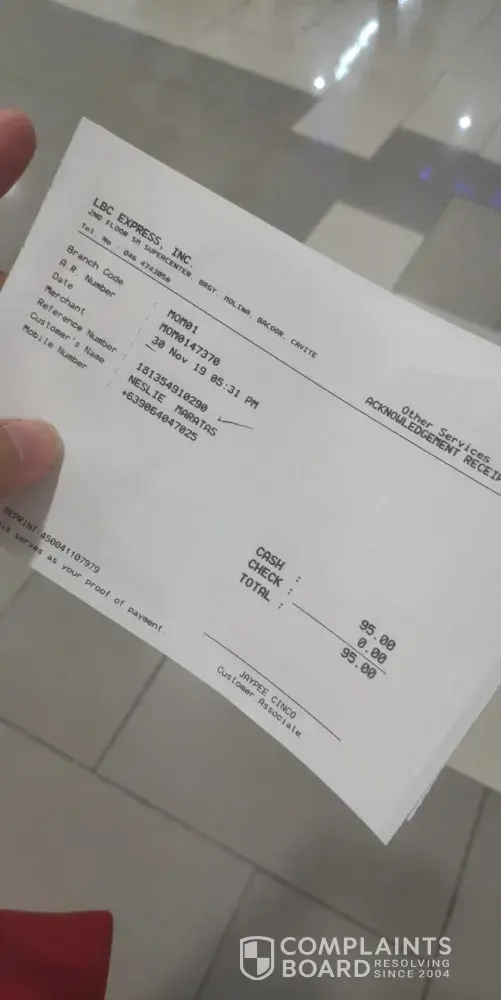 LBC EXPRESS, INC.
2ND FLOOR SM SUPERCENTER, BRGY. MOLINA, BACOOR, CAVITE
Tel. No : 046 4743050
Other Services
ACKNOWLEDGEMENT RECEIP
Branch Code : MOM01
A.R. Number : MOM0147370
Date : 30 Nov 19 05:31 PM
Merchant :
Reference Number : 181354910290
Customer's Name : NESLIE MARATAS
Mobile Number : +639064047025
CASH : 95.00
CHECK : 0.00
TOTAL : 95.00
REPRINT:450041107979
his serves as your proof of payment.
JAYPEE CINCO
Customer Associate
COMPLAINTS
BOARD RESOLVING
SINCE 2004